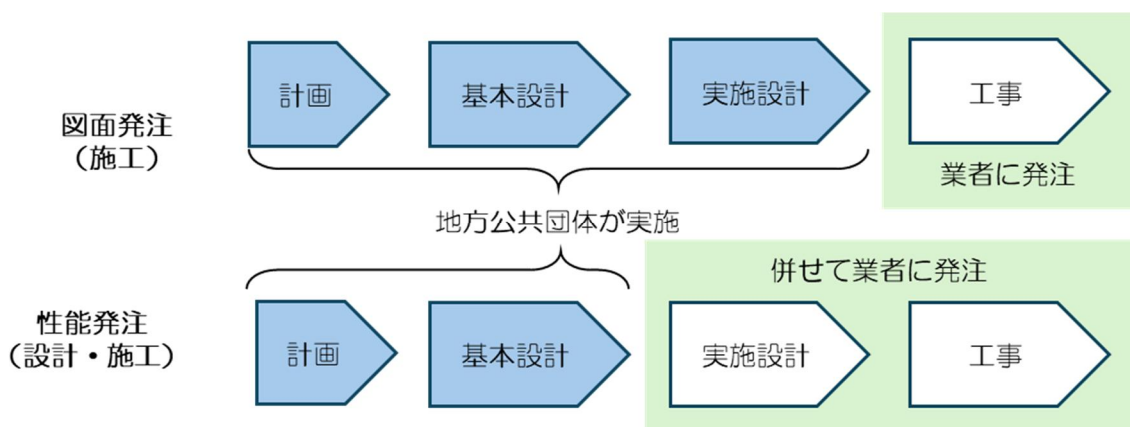 計画
基本設計
実施設計
工事
図面発注
（施工）
業者に発注
地方公共団体が実施
併せて業者に発注
性能発注
（設計・施工）
計画
基本設計
実施設計
工事